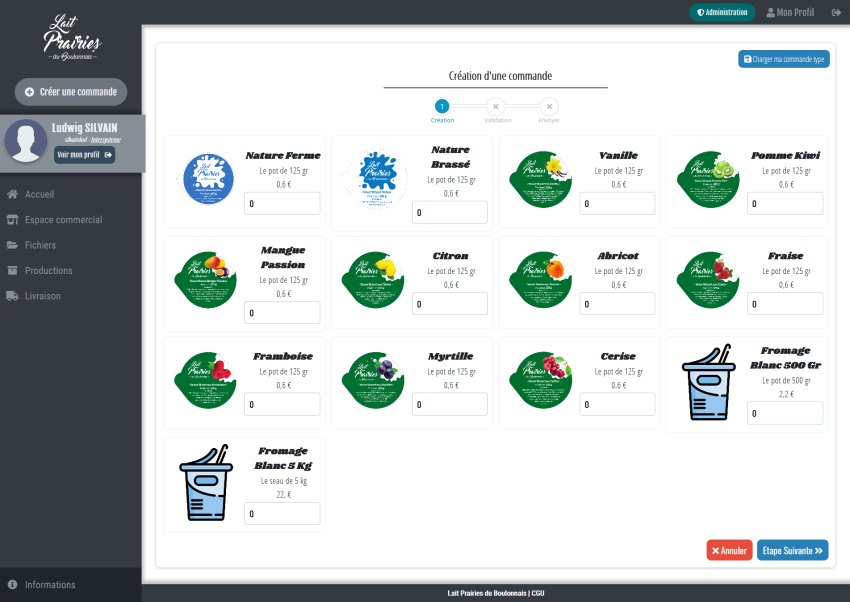 Administration
Mon Profil
Lait
Prairies
du Boulonnais
Créer une commande
Ludwig SILVAIN
silvainlud - Intersystème
Voir mon profil
Accueil
Espace commercial
Fichiers
Productions
Livraison
Informations
Charger ma commande type
Création d'une commande
1
Création
Validation
Envoyer
Nature Ferme
Le pot de 125 gr
0,6 €
0
Nature
Brassé
Le pot de 125 gr
0,6 €
0
Vanille
Le pot de 125 gr
0,6 €
0
Pomme Kiwi
Le pot de 125 gr
0,6 €
0
Mangue
Passion
Le pot de 125 gr
0,6 €
0
Citron
Le pot de 125 gr
0,6 €
0
Abricot
Le pot de 125 gr
0,6 €
0
Fraise
Le pot de 125 gr
0,6 €
0
Framboise
Le pot de 125 gr
0,6 €
0
Myrtille
Le pot de 125 gr
0,6 €
0
Cerise
Le pot de 125 gr
0,6 €
0
Fromage
Blanc 500 Gr
Le pot de 500 gr
2,2 €
0
Fromage
Blanc 5 Kg
Le seau de 5 kg
22, €
0
Annuler
Etape Suivante
Lait Prairies du Boulonnais | CGU